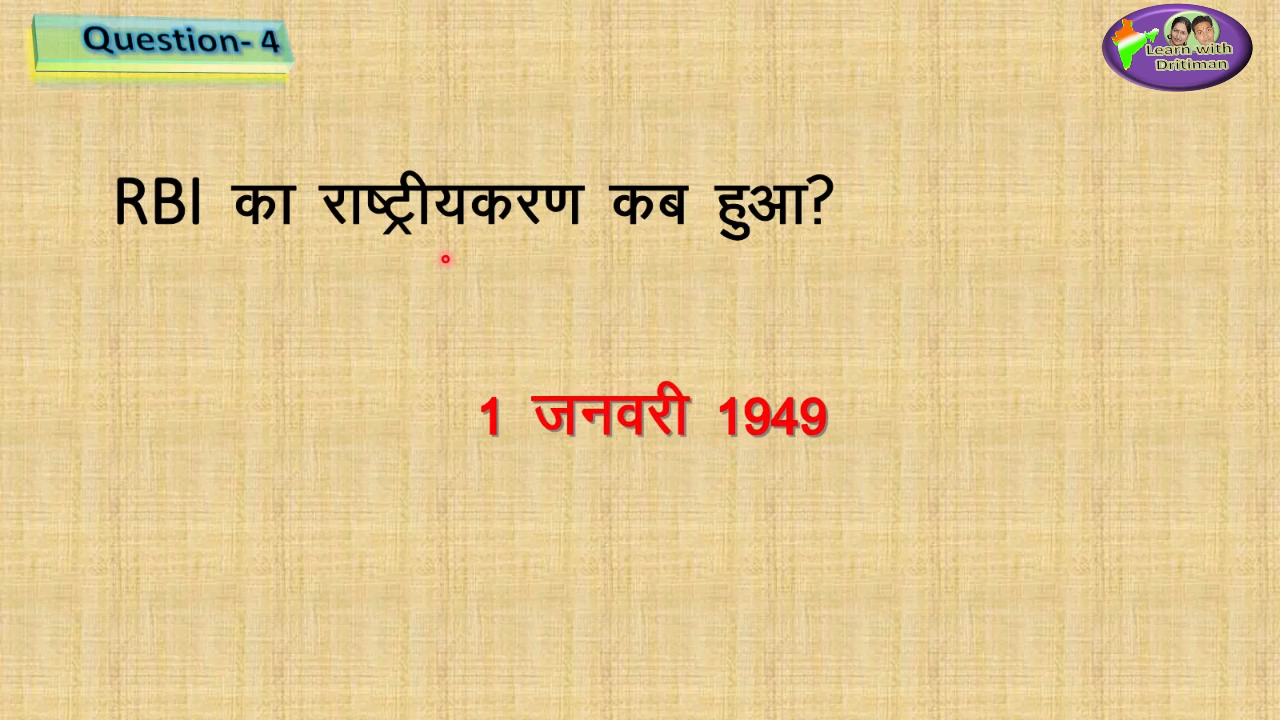 Question- 4
Learn with
Dritiman
RBI का राष्ट्रीयकरण कब हुआ?
1 जनवरी 1949